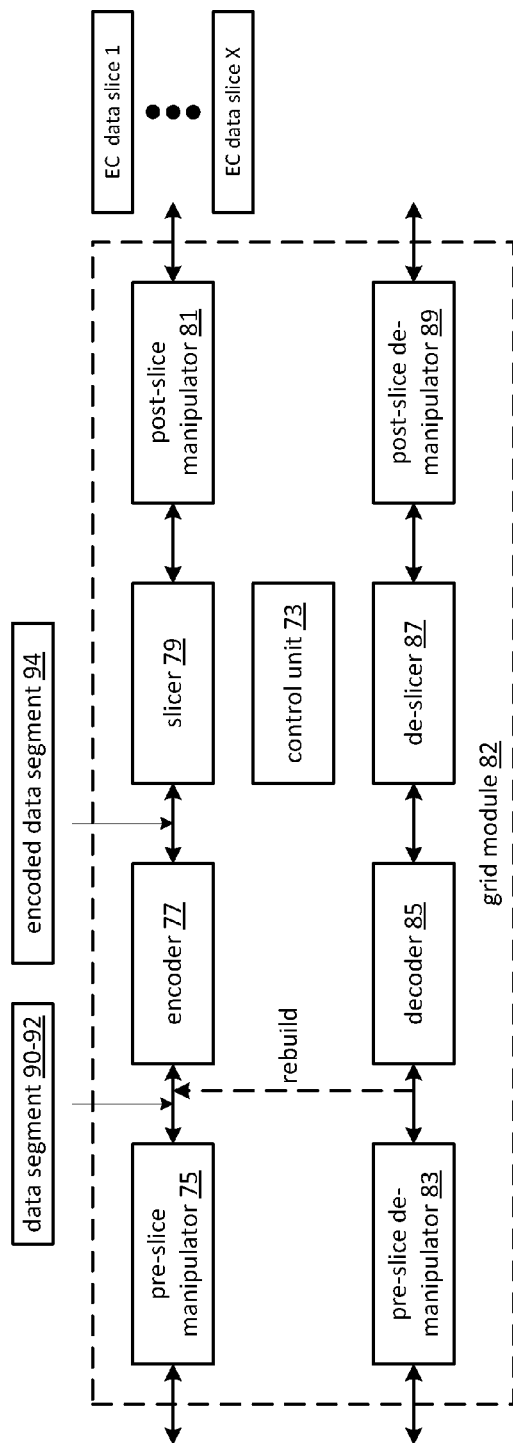 data segment 90-92
encoded data segment 94
EC data slice 1
EC data slice X
pre-slice
manipulator 75
encoder 77
slicer 79
post-slice
manipulator 81
rebuild
control unit 73
pre-slice de-
manipulator 83
decoder 85
de-slicer 87
post-slice de-
manipulator 89
grid module 82